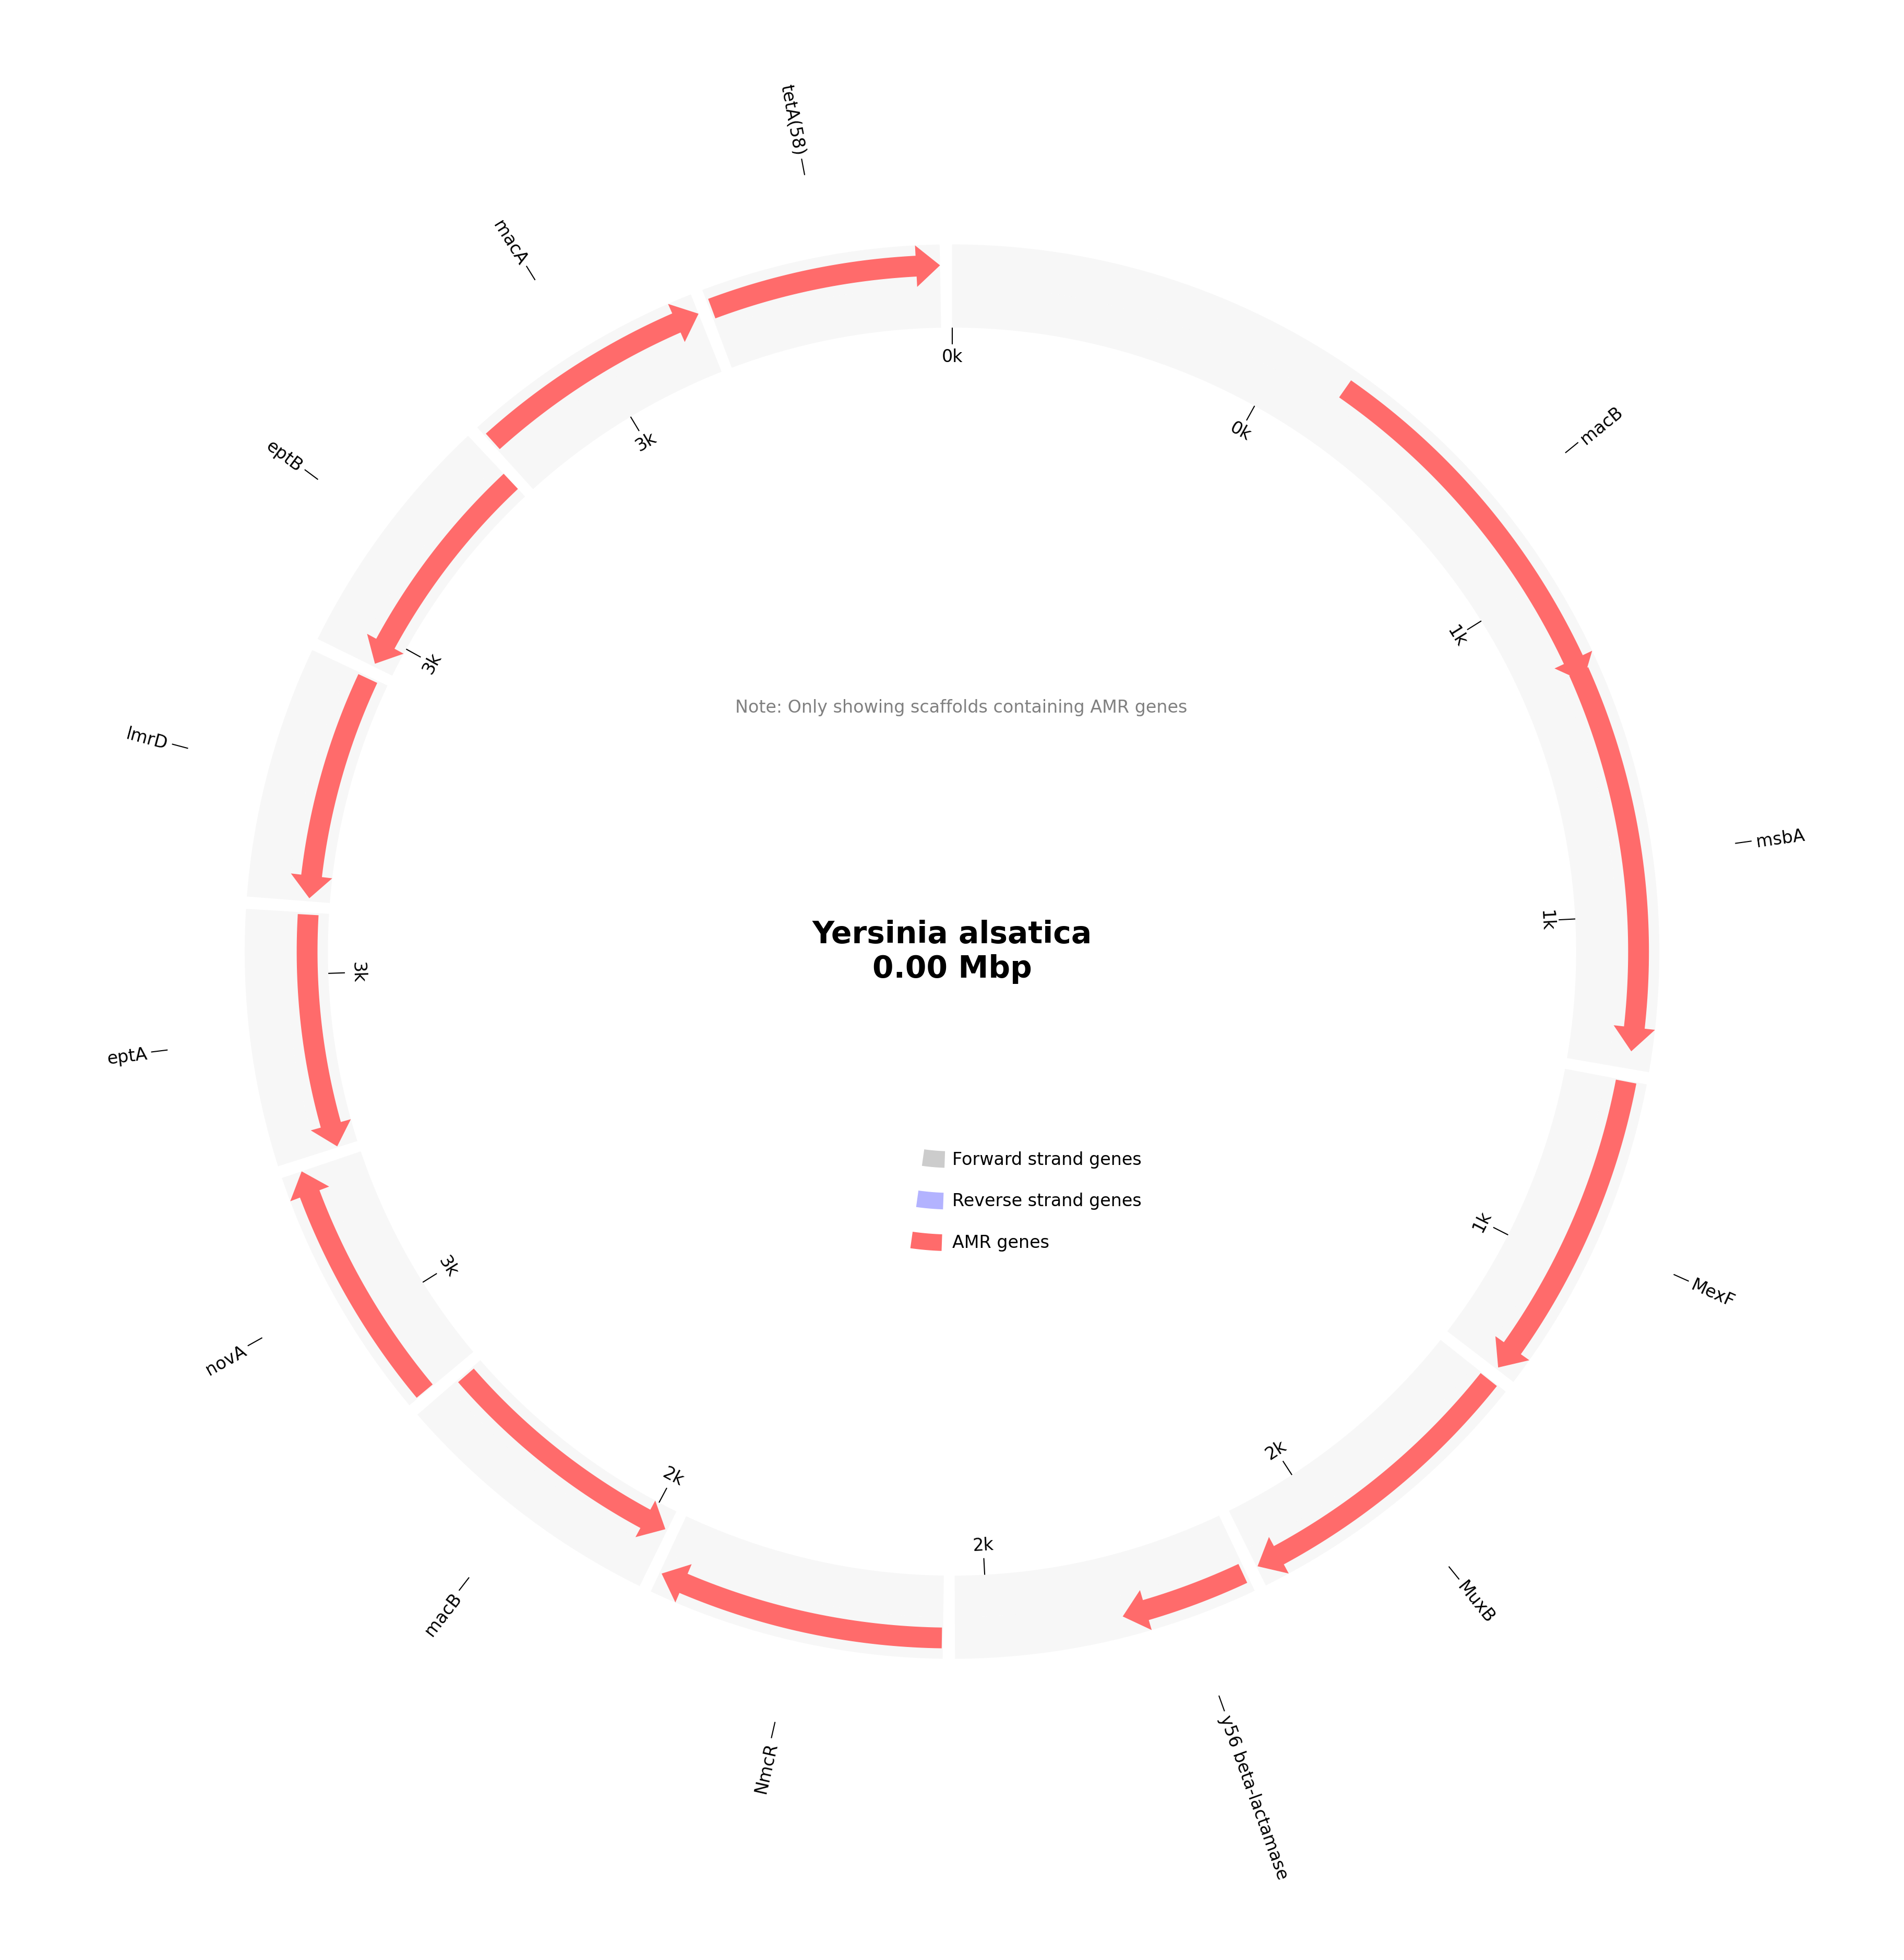 tetA(58)
macA
macB
eptB
lmrD
msbA
eptA
MexF
novA
MuxB
macB
NmcR
y56 beta-lactamase
0k
0k
1k
1k
1k
2k
2k
2k
3k
3k
3k
3k
Note: Only showing scaffolds containing AMR genes
Yersinia alsatica
0.00 Mbp
Forward strand genes
Reverse strand genes
AMR genes